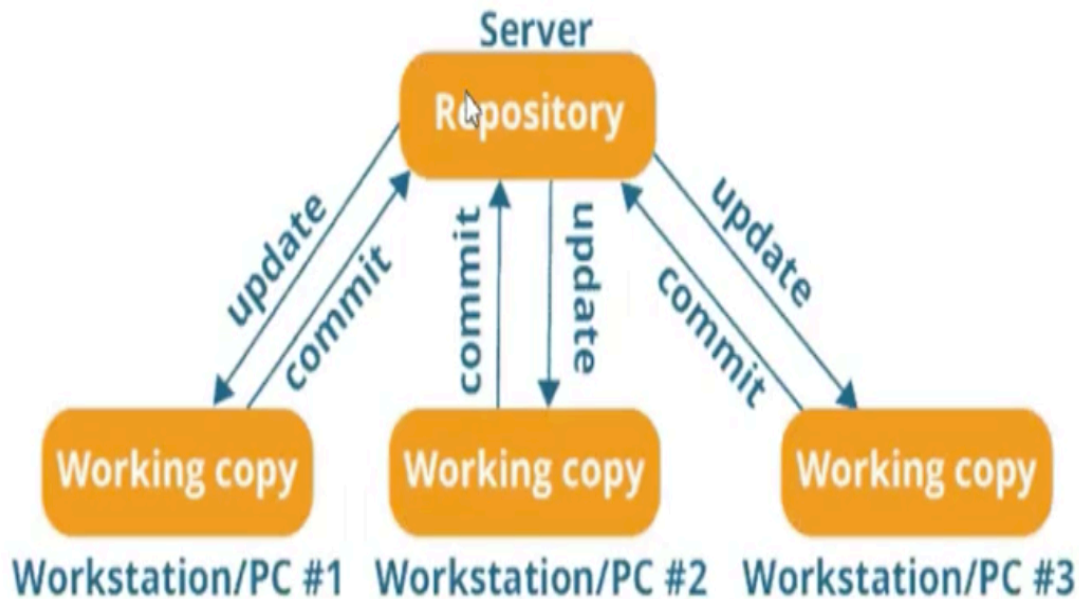 Server
Repository
update
commit
commit
update
commit
update
Working copy
Working copy
Working copy
Workstation/PC #1
Workstation/PC #2
Workstation/PC #3